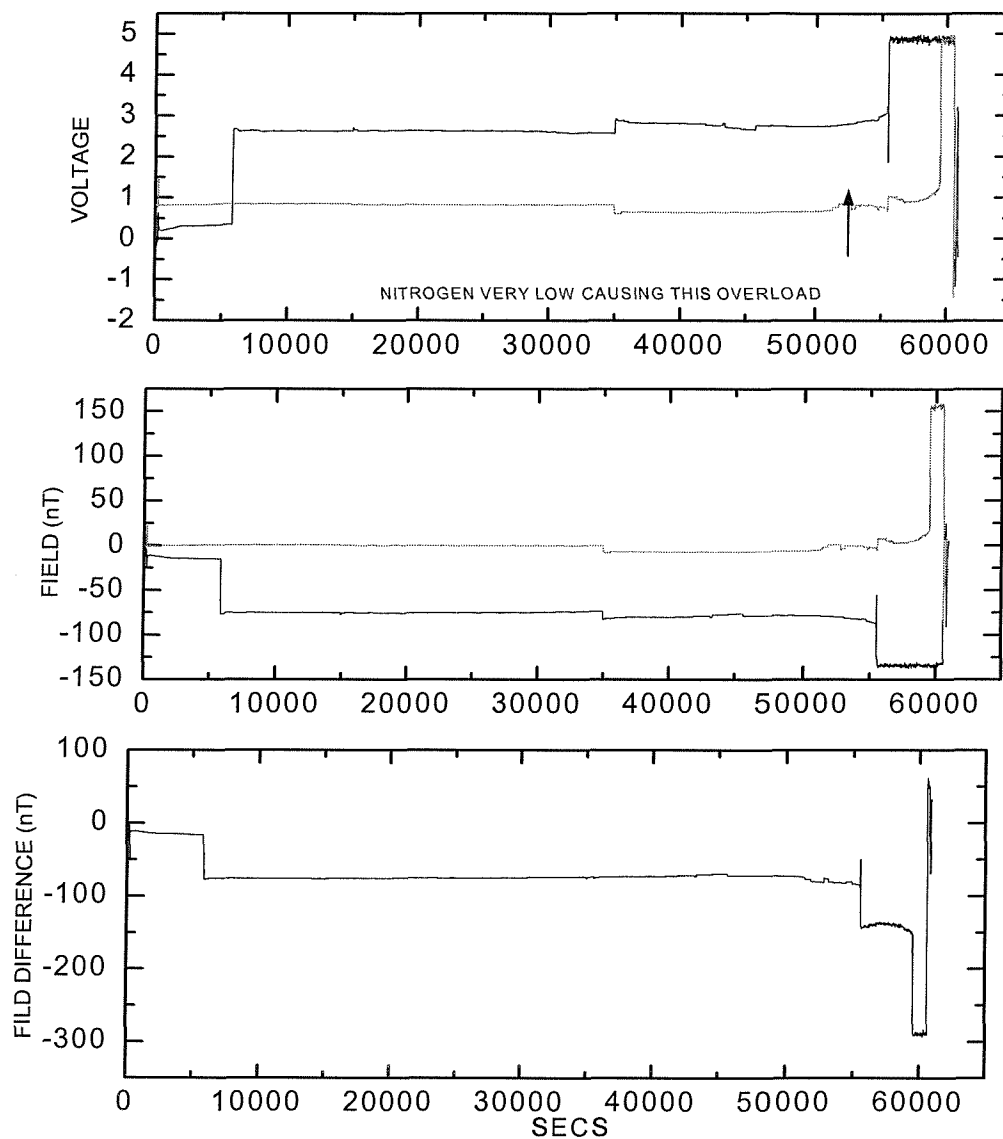 5
4
3
2
1
0
-1
-2
VOLTAGE
NITROGEN VERY LOW CAUSING THIS OVERLOAD
0 10000 20000 30000 40000 50000 60000
150
100
50
0
-50
-100
-150
FIELD (nT)
0 10000 20000 30000 40000 50000 60000
100
0
-100
-200
-300
FILD DIFFERENCE (nT)
0 10000 20000 30000 40000 50000 60000
SECS